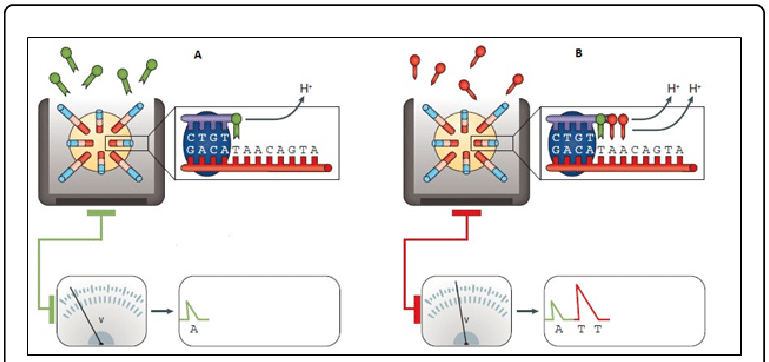 A
B
H⁺
H⁺ H⁺
CTGT
GACATAACAGTA
CTGT
GACATAACAGTA
V
A
V
A T T